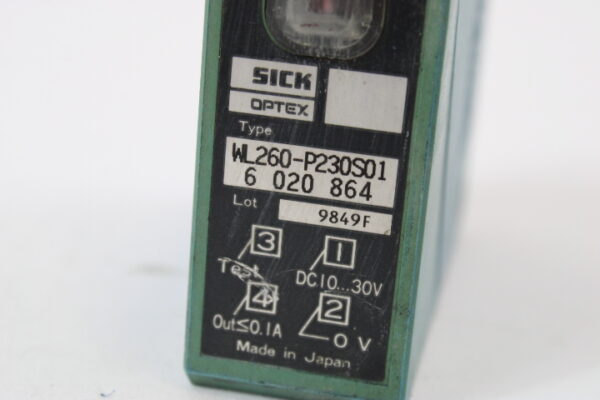 SICK
OPTEX
Type
WL260-P230S01
6 020 864
Lot
9849F
3 1
Test DC10...30V
4 2
Out≤0.1A 0 V
Made in Japan